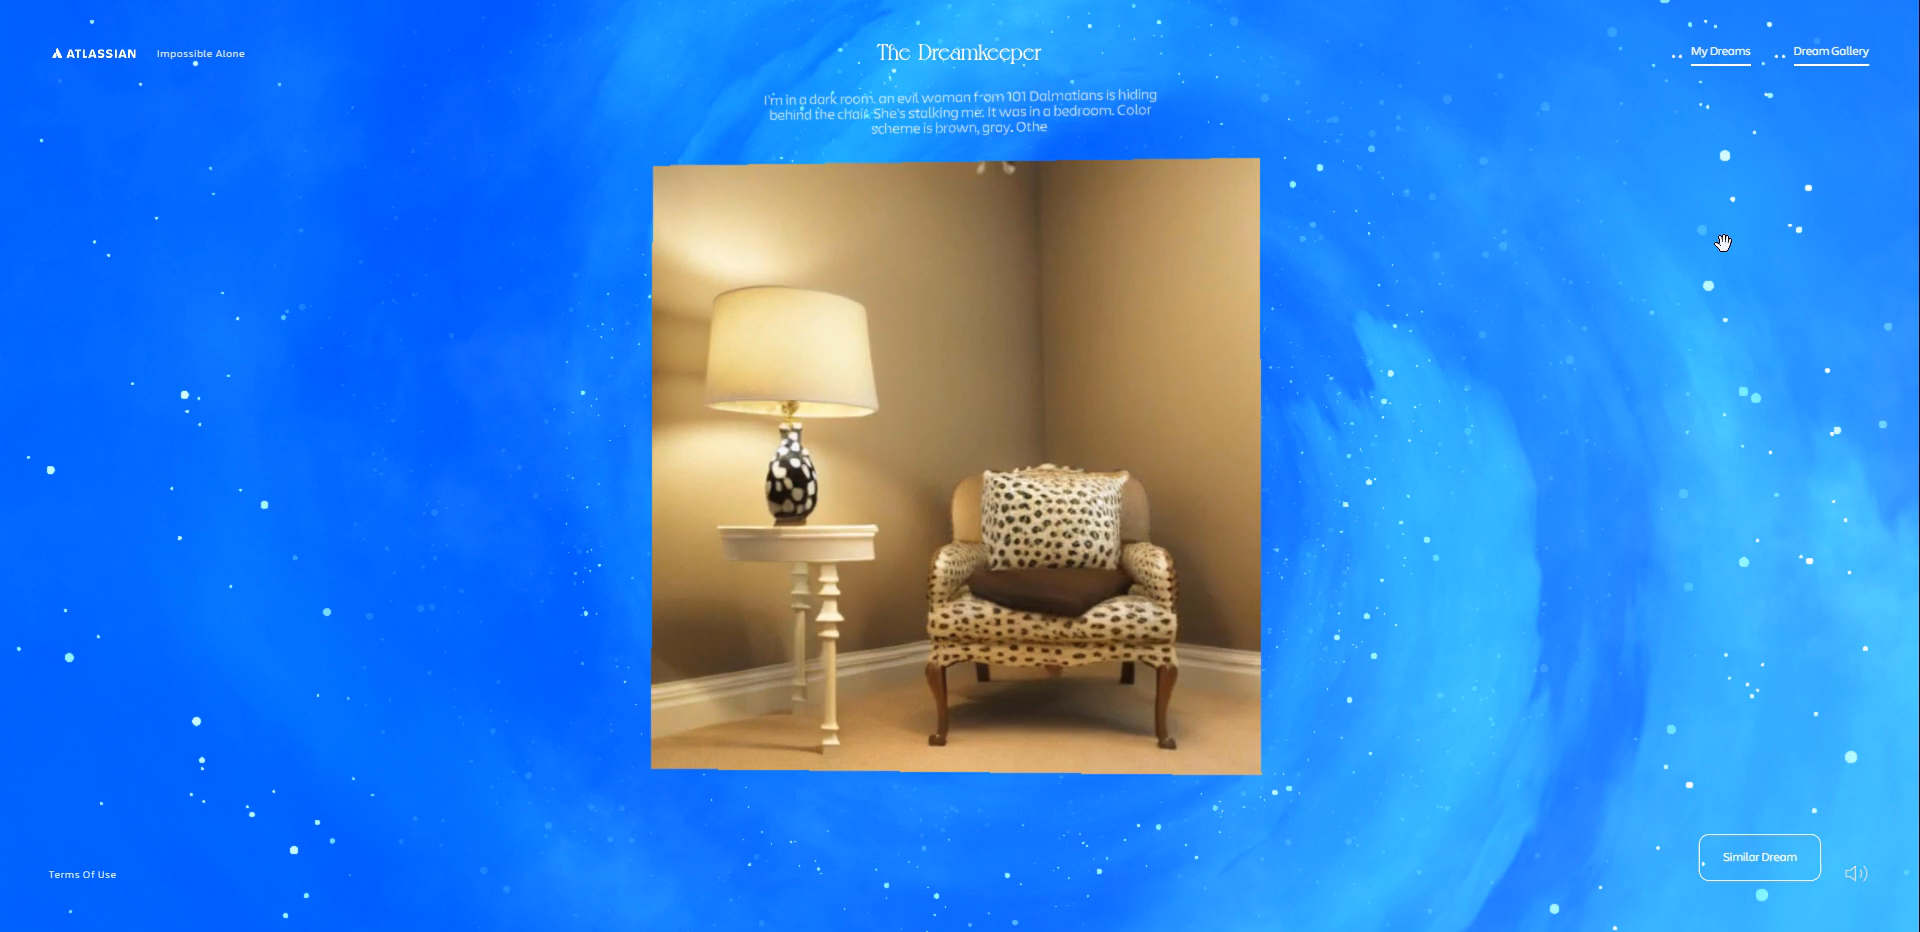 ATLASSIAN
Impossible Alone
The Dreamkeeper
My Dreams
Dream Gallery
I'm in a dark room. an evil woman from 101 Dalmatians is hiding
behind the chair. She's stalking me. It was in a bedroom. Color
scheme is brown, gray. Othe
Similar Dream
Terms Of Use